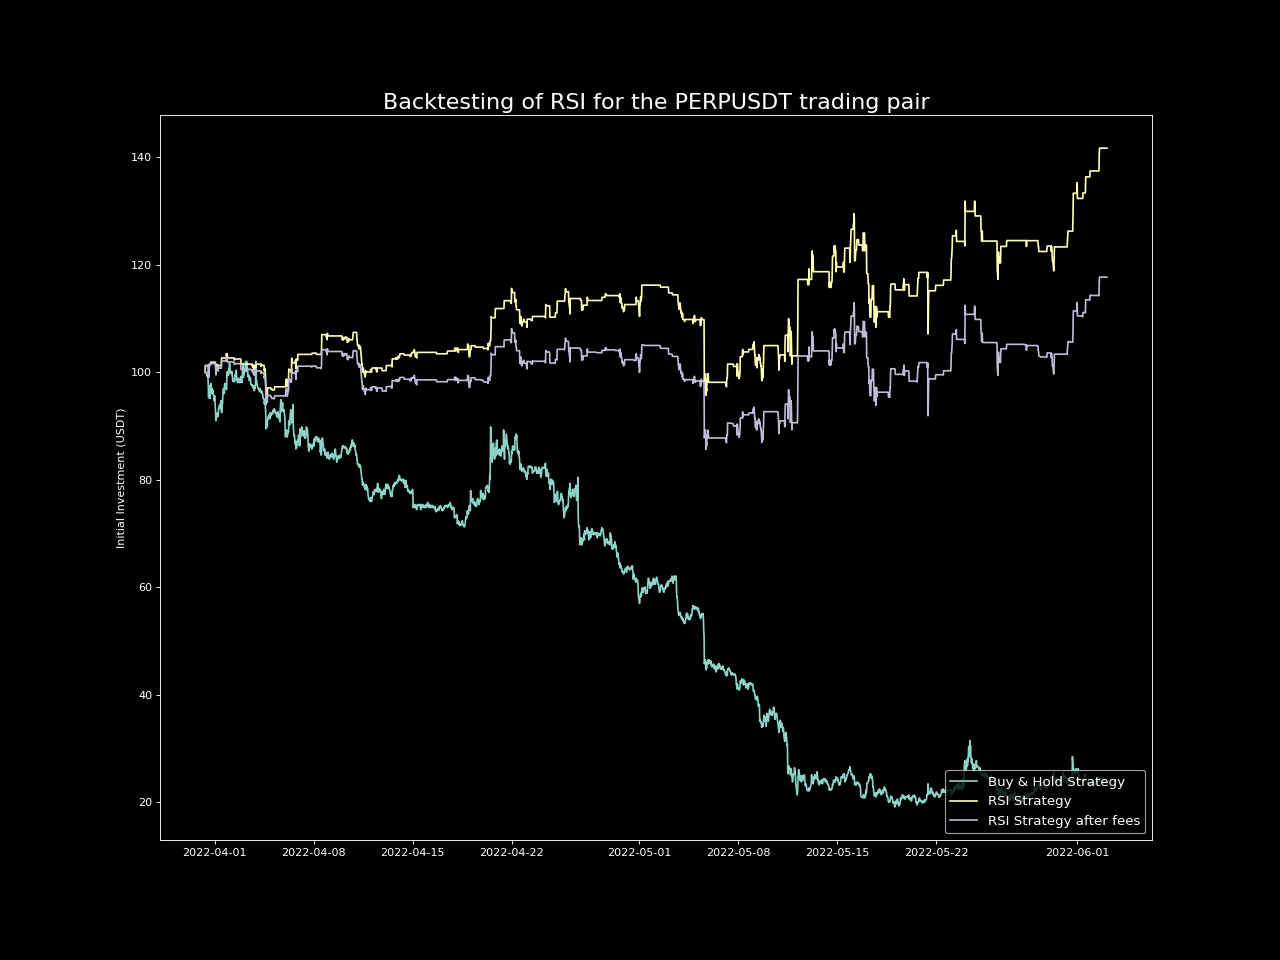 Backtesting of RSI for the PERPUSDT trading pair
Initial Investment (USDT)
140
120
100
80
60
40
20
2022-04-01 2022-04-08 2022-04-15 2022-04-22 2022-05-01 2022-05-08 2022-05-15 2022-05-22 2022-06-01
Buy & Hold Strategy
RSI Strategy
RSI Strategy after fees